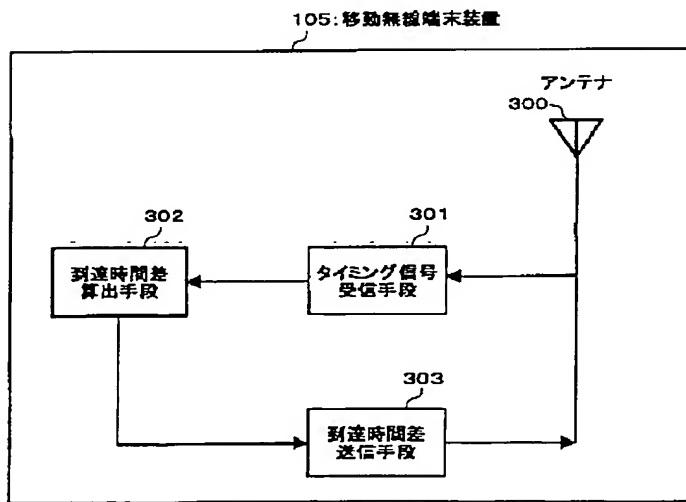 105:移動無線端末装置
アンテナ
300
302
301
到達時間差
算出手段
タイミング信号
受信手段
303
到達時間差
送信手段